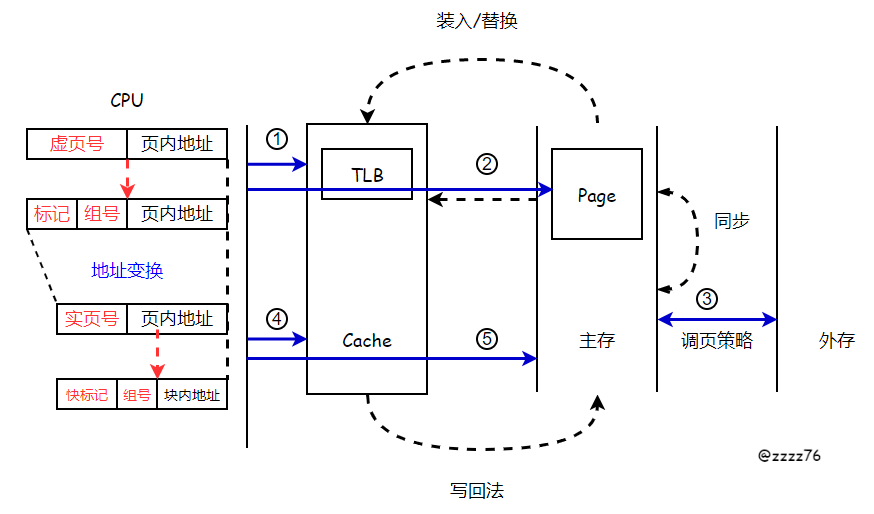 装入/替换
CPU
虚页号 页内地址
①
②
TLB
Page
标记 组号 页内地址
同步
地址变换
③
实页号 页内地址
④
Cache
⑤
主存
调页策略
外存
快标记 组号 块内地址
@zzzz76
写回法